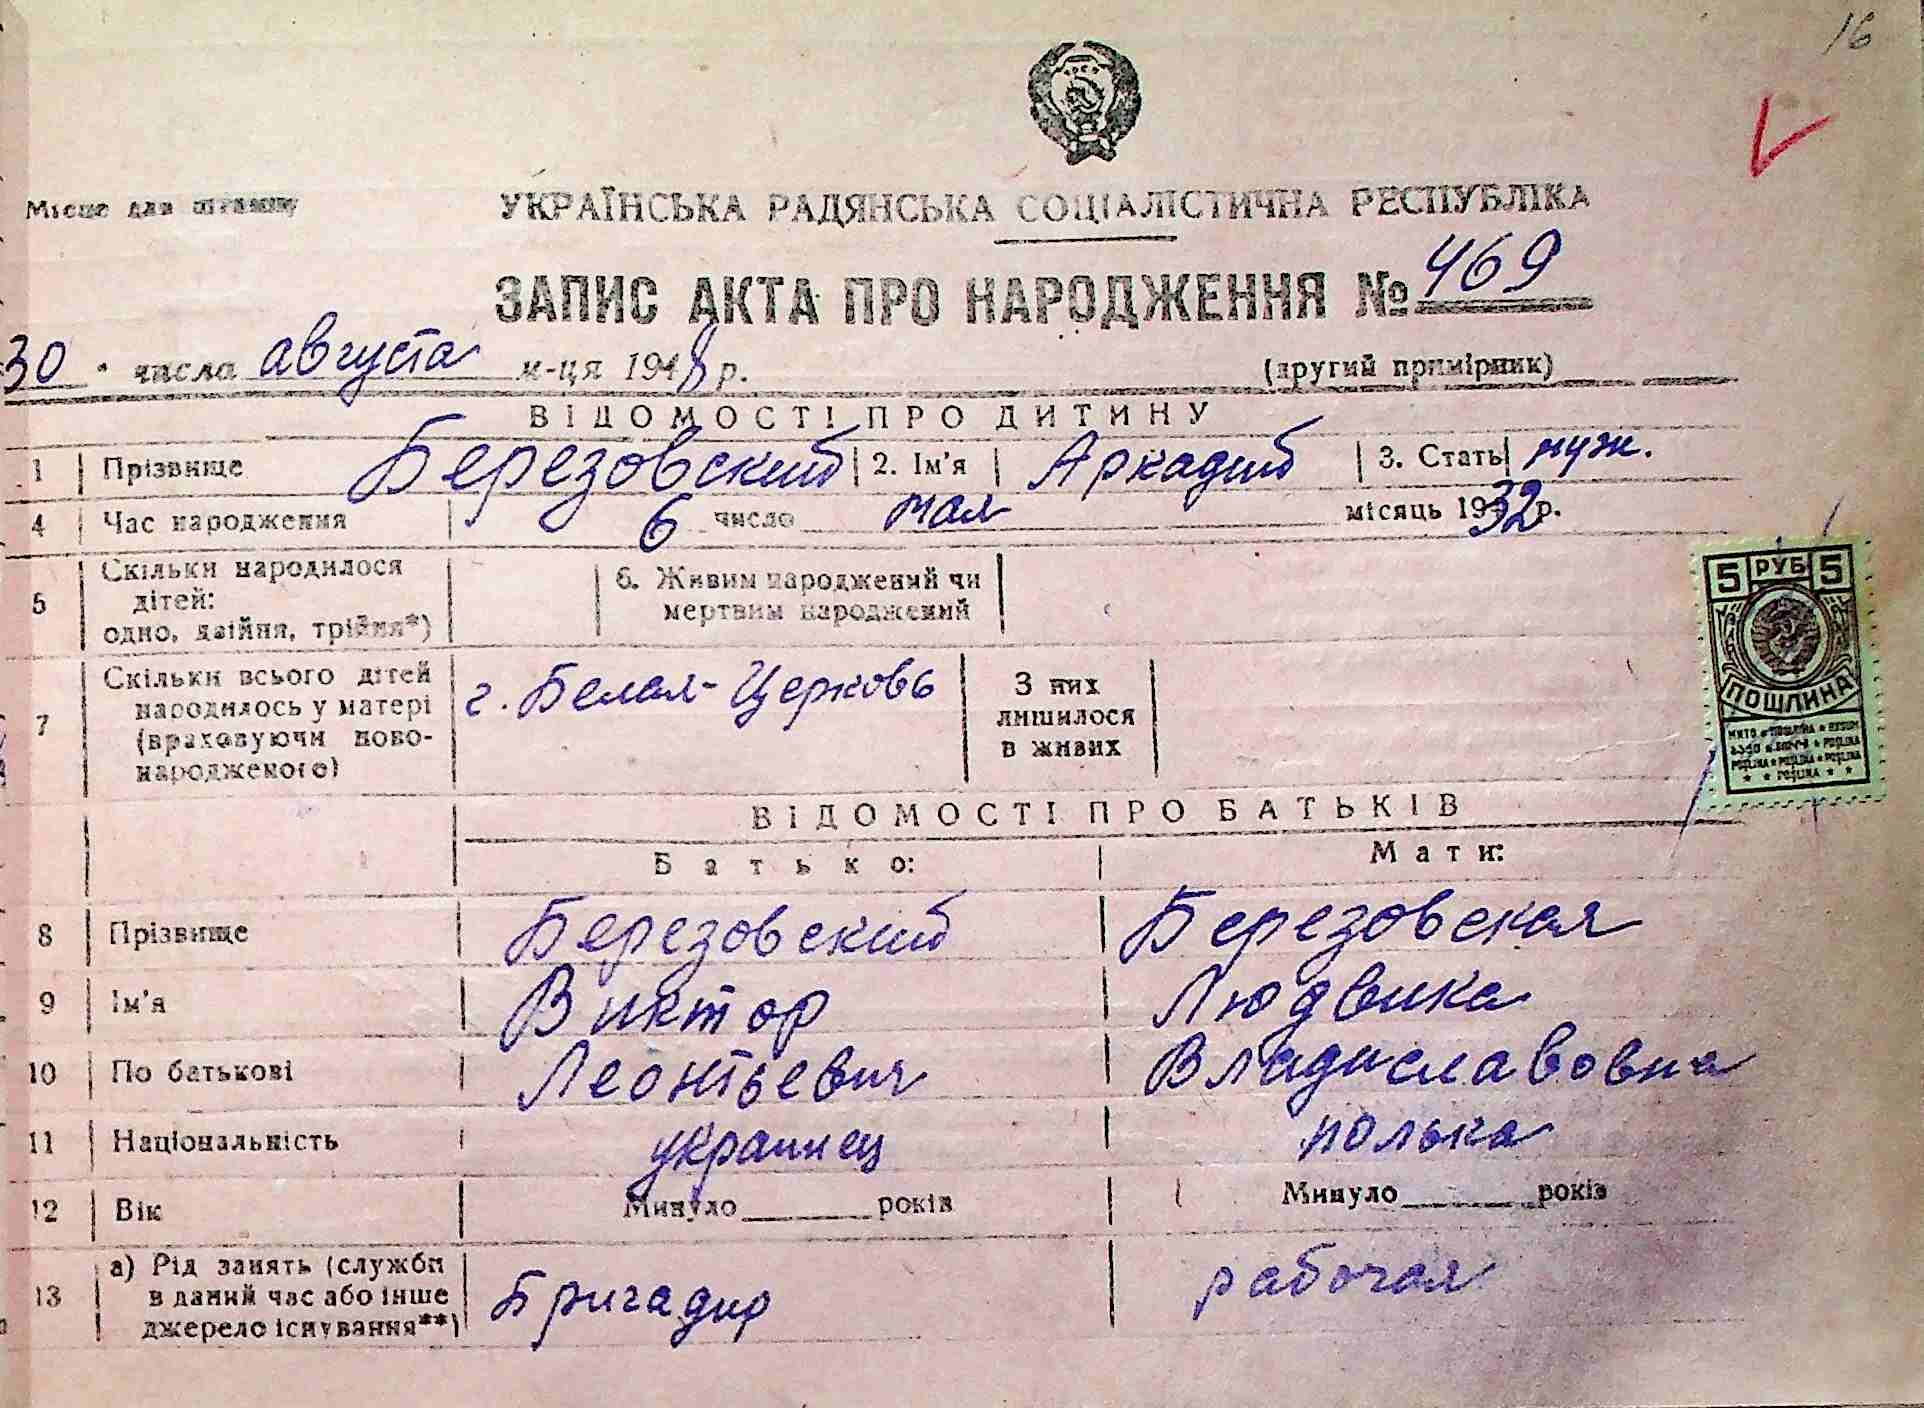 16
Місце для штампу
УКРАЇНСЬКА РАДЯНСЬКА СОЦІАЛІСТИЧНА РЕСПУБЛІКА
ЗАПИС АКТА ПРО НАРОДЖЕННЯ № 469
30 числа августа м-ця 1948 р.
(другий примірник)
ВІДОМОСТІ ПРО ДИТИНУ
1 Прізвище Березовский 2. Ім'я Аркадий 3. Стать муж.
4 Час народження 6 число мая місяць 1932 р.
5 Скільки народилося дітей: одно, двійня, трійня*)
6. Живим народжений чи мертвим народжений
7 Скільки всього дітей народилось у матері (враховуючи новонародженого) г. Белая-Церковь З них лишилося в живих
5 РУБ 5
ПОШЛИНА
ВІДОМОСТІ ПРО БАТЬКІВ
Батько: Мати:
8 Прізвище Березовский Березовская
9 Ім'я Виктор Людвика
10 По батькові Леонтьевич Владиславовна
11 Національність украинец полька
12 Вік Минуло років Минуло років
13 а) Рід занять (служби в даний час або інше джерело існування**) Бригадир рабочая